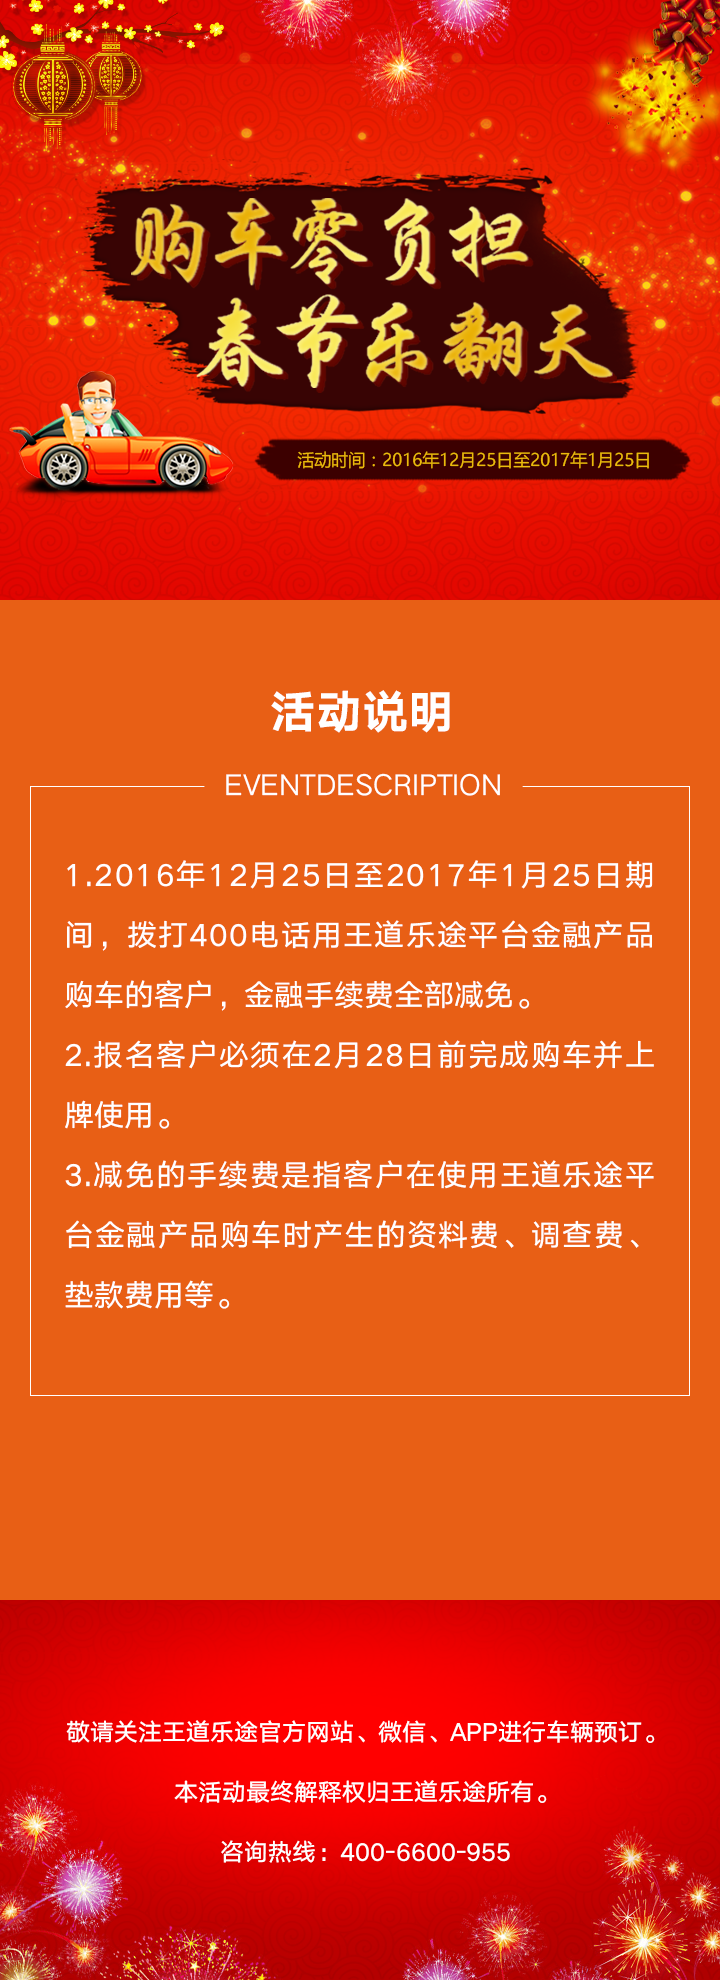 购车零负担
春节乐翻天
活动时间：2016年12月25日至2017年1月25日
活动说明
EVENTDESCRIPTION
1.2016年12月25日至2017年1月25日期
间，拨打400电话用王道乐途平台金融产品
购车的客户，金融手续费全部减免。
2.报名客户必须在2月28日前完成购车并上
牌使用。
3.减免的手续费是指客户在使用王道乐途平
台金融产品购车时产生的资料费、调查费、
垫款费用等。
敬请关注王道乐途官方网站、微信、APP进行车辆预订。
本活动最终解释权归王道乐途所有。
咨询热线：400-6600-955